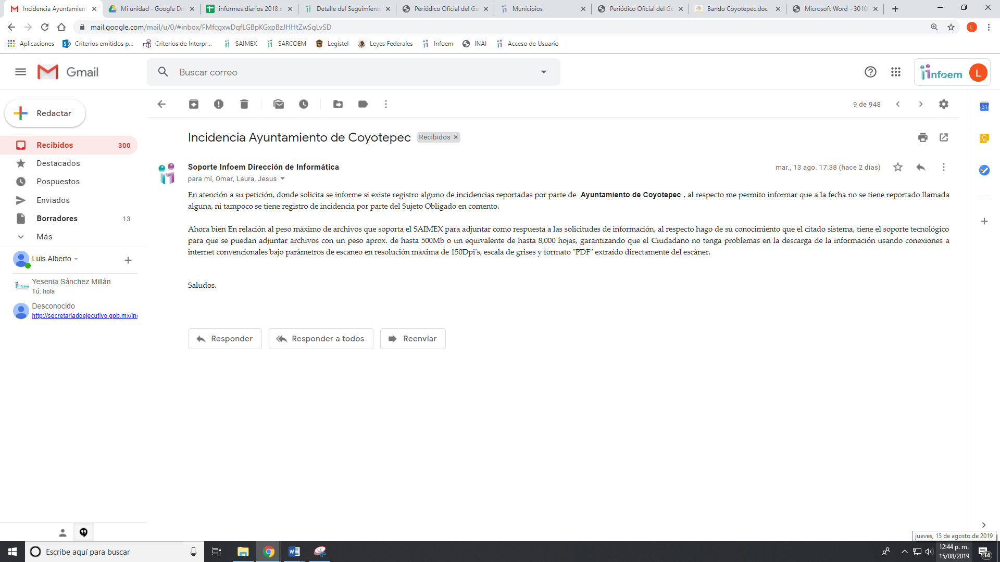 Incidencia Ayuntamient
Mi unidad - Google Dri
informes diarios 2018.x
Detalle del Seguimiento
Periódico Oficial del Go
Municipios
Periódico Oficial del Go
Bando Coyotepec.doc
Microsoft Word - 3010
mail.google.com/mail/u/0/#inbox/FMfcgxwDqfLGBpKGxpBzJHHtZwSgLvSD
L
Aplicaciones
Criterios emitidos p...
Criterios de Interpr...
SAIMEX
SARCOEM
Legistel
Leyes Federales
Infoem
INAI
Acceso de Usuario
Gmail
Buscar correo
infoem
L
Redactar
9 de 948
31
Recibidos 300
Destacados
Pospuestos
Enviados
Borradores 13
Más
Luis Alberto
Yesenia Sánchez Millán
Tú: hola
Desconocido
http://secretariadoejecutivo.gob.mx/in
Incidencia Ayuntamiento de Coyotepec
Recibidos
Soporte Infoem Dirección de Informática
mar., 13 ago. 17:38 (hace 2 días)
para mí, Omar, Laura, Jesus
En atención a su petición, donde solicita se informe si existe registro alguno de incidencias reportadas por parte de Ayuntamiento de Coyotepec , al respecto me permito informar que a la fecha no se tiene reportado llamada
alguna, ni tampoco se tiene registro de incidencia por parte del Sujeto Obligado en comento.
Ahora bien En relación al peso máximo de archivos que soporta el SAIMEX para adjuntar como respuesta a las solicitudes de información, al respecto hago de su conocimiento que el citado sistema, tiene el soporte tecnológico
para que se puedan adjuntar archivos con un peso aprox. de hasta 500Mb o un equivalente de hasta 8,000 hojas, garantizando que el Ciudadano no tenga problemas en la descarga de la información usando conexiones a
internet convencionales bajo parámetros de escaneo en resolución máxima de 150Dpi's, escala de grises y formato "PDF" extraído directamente del escáner.
Saludos.
Responder
Responder a todos
Reenviar
jueves, 15 de agosto de 2019
Escribe aquí para buscar
12:44 p. m.
15/08/2019
34